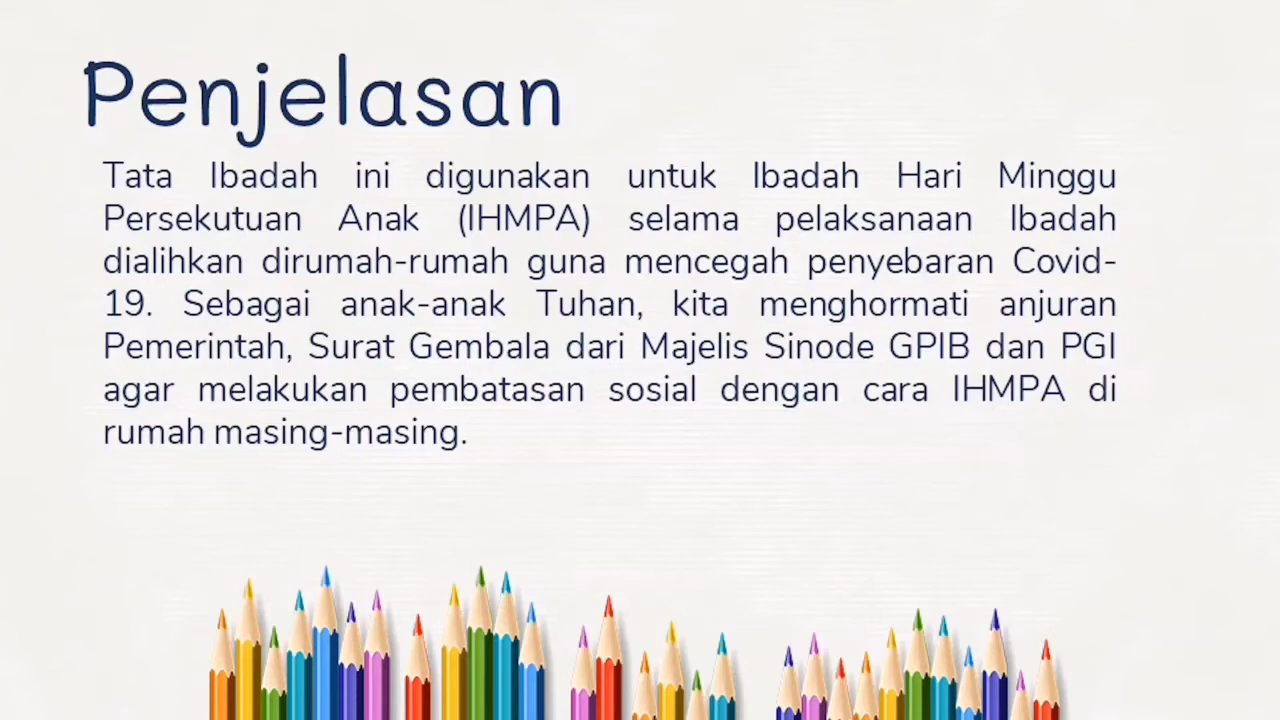 Penjelasan
Tata Ibadah ini digunakan untuk Ibadah Hari Minggu
Persekutuan Anak (IHMPA) selama pelaksanaan Ibadah
dialihkan dirumah-rumah guna mencegah penyebaran Covid-
19. Sebagai anak-anak Tuhan, kita menghormati anjuran
Pemerintah, Surat Gembala dari Majelis Sinode GPIB dan PGI
agar melakukan pembatasan sosial dengan cara IHMPA di
rumah masing-masing.